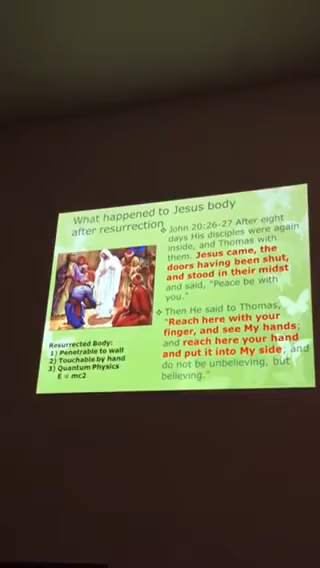 What happened to Jesus body
after resurrection
❖ John 20:26-27 After eight
days His disciples were again
inside, and Thomas with
them. Jesus came, the
doors having been shut,
and stood in their midst
and said, "Peace be with
you."
❖ Then He said to Thomas,
"Reach here with your
finger, and see My hands;
and reach here your hand
and put it into My side; and
do not be unbelieving, but
believing."
Resurrected Body:
1) Penetrable to wall
2) Touchable by hand
3) Quantum Physics
E = mc2